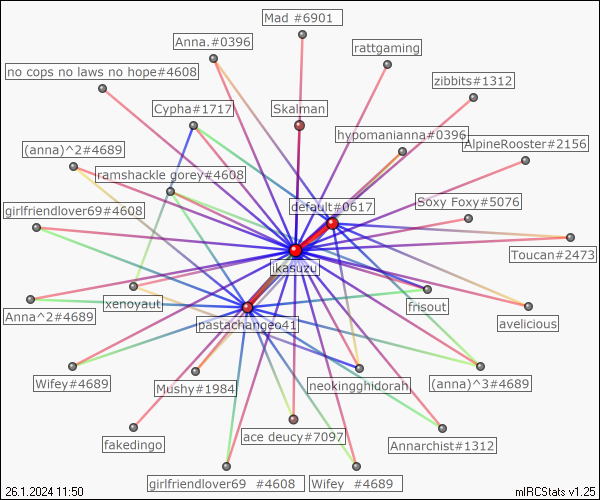 Mad #6901
Anna.#0396
rattgaming
no cops no laws no hope#4608
zibbits#1312
Cypha#1717
Skalman
hypomanianna#0396
AlpineRooster#2156
(anna)^2#4689
ramshackle gorey#4608
default#0617
Soxy Foxy#5076
girlfriendlover69#4608
Toucan#2473
Ikasuzu
Anna^2#4689
xenoyaut
frisout
avelicious
pastachangeo41
Wifey#4689
Mushy#1984
neokingghidorah
(anna)^3#4689
fakedingo
ace deucy#7097
Annarchist#1312
girlfriendlover69 #4608
Wifey #4689
26.1.2024 11:50
mIRCStats v1.25